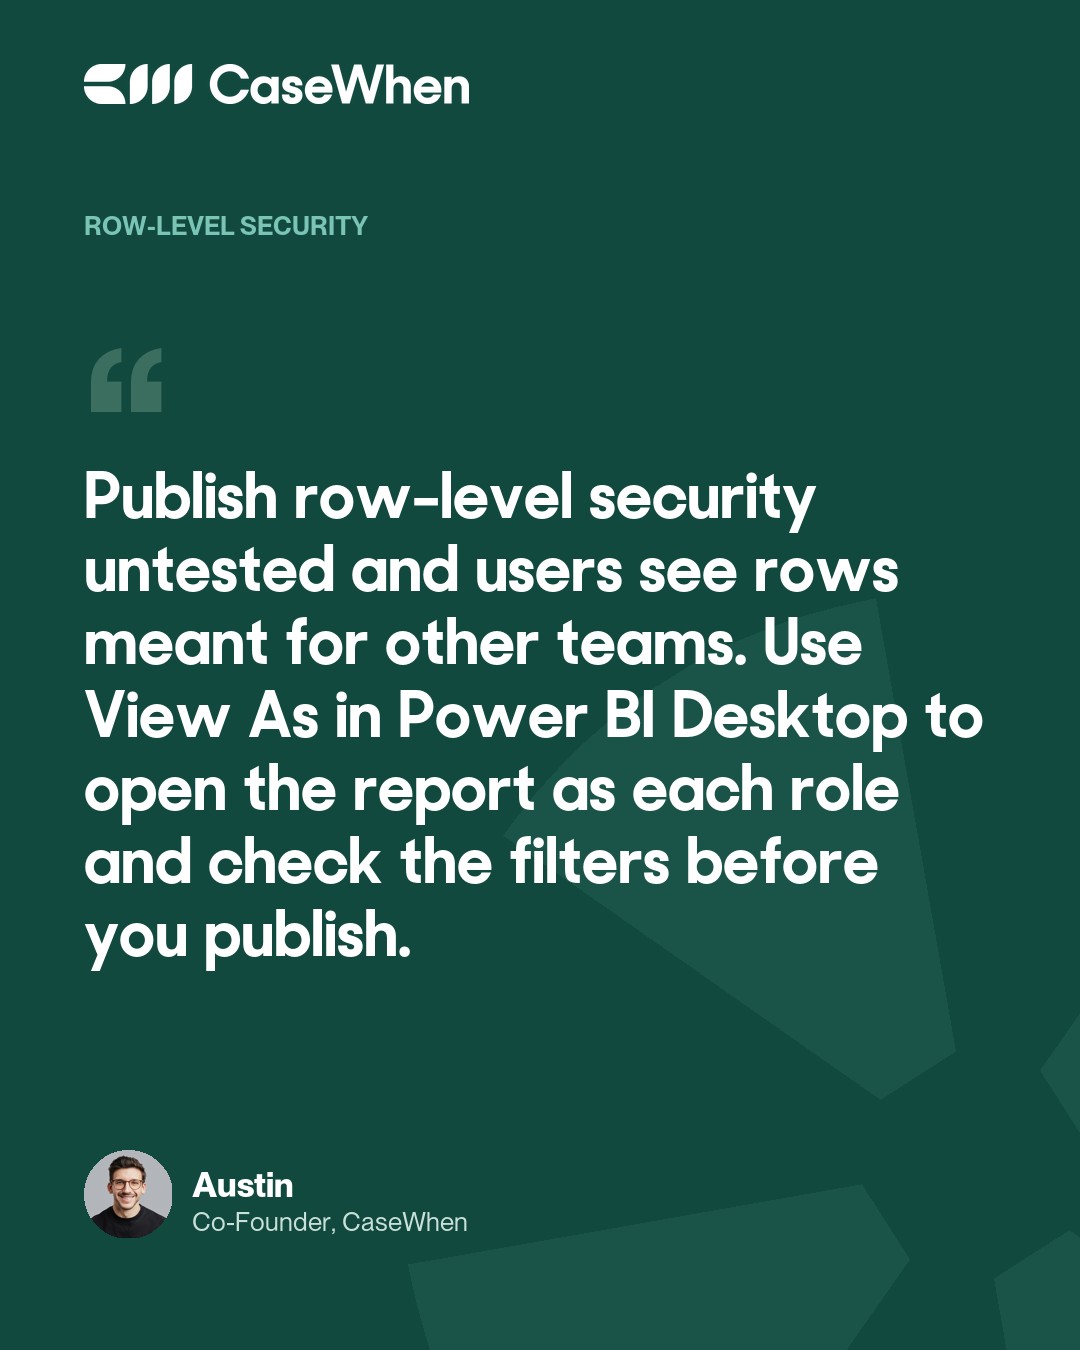 CaseWhen
ROW-LEVEL SECURITY
“
Publish row-level security
untested and users see rows
meant for other teams. Use
View As in Power BI Desktop to
open the report as each role
and check the filters before
you publish.
Austin
Co-Founder, CaseWhen